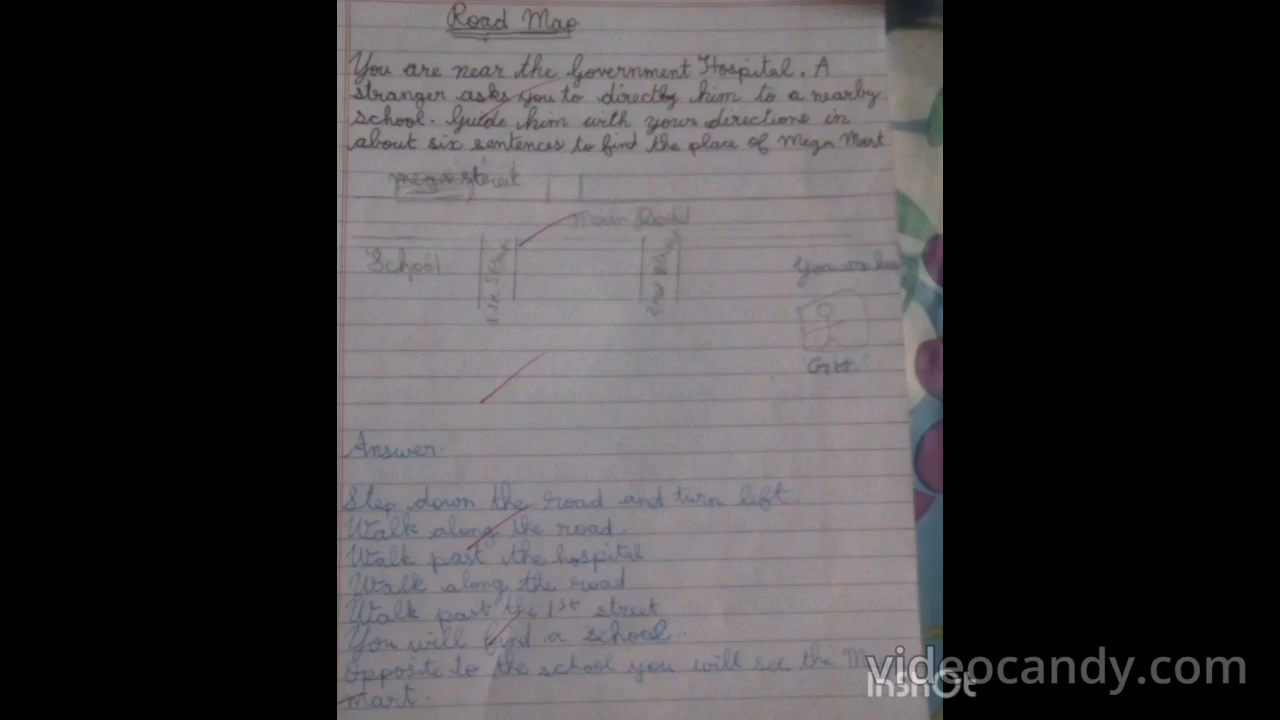 Road Map
You are near the Government Hospital. A
stranger asks you to directly him to a nearby
school. Guide him with your directions in
about six sentences to find the place of Mega Mart
street
Main Road
School
You are here
Govt.
Answer.
Step down the road and turn left.
Walk along the road.
Walk past the hospital
Walk along the road
Walk past the 1st street
You will find a school.
Opposite to the school you will see the M
Mart.
videocandy.com
InShOt